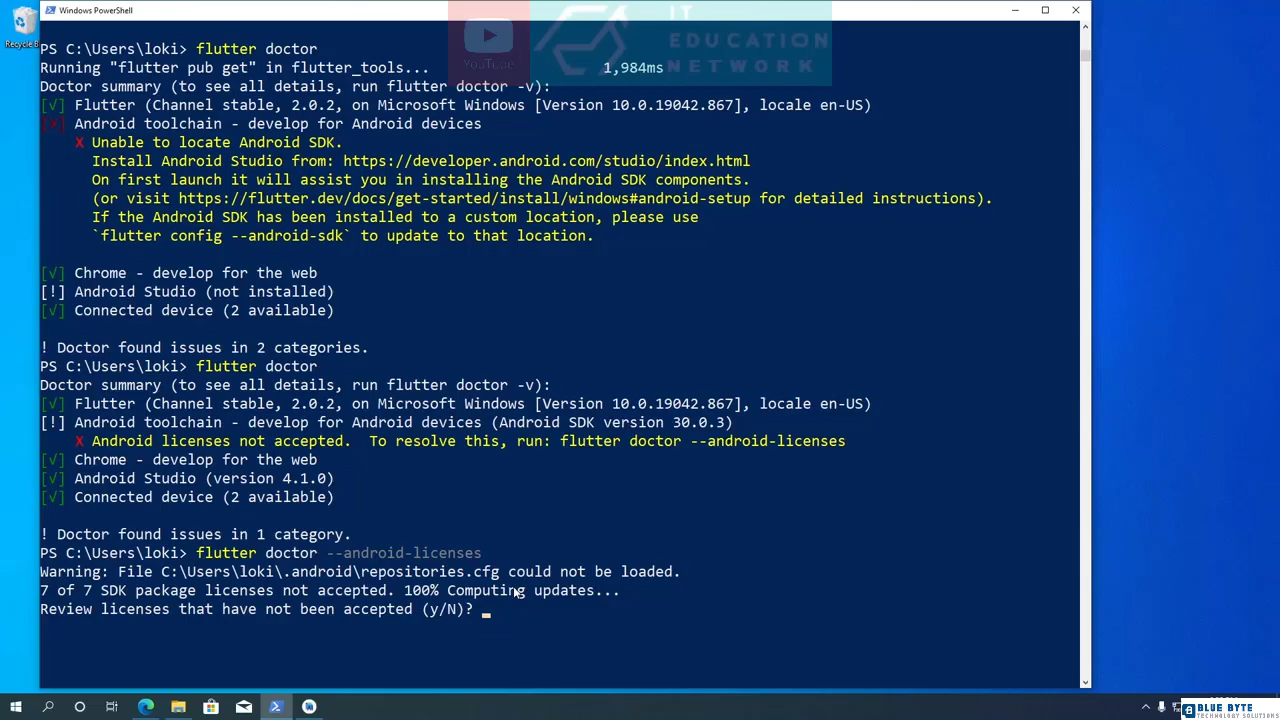 Windows PowerShell
Recycle B
YouTube
IT
EDUCATION
NETWORK
PS C:\Users\loki> flutter doctor
Running "flutter pub get" in flutter_tools... 1,984ms
Doctor summary (to see all details, run flutter doctor -v):
[√] Flutter (Channel stable, 2.0.2, on Microsoft Windows [Version 10.0.19042.867], locale en-US)
[X] Android toolchain - develop for Android devices
X Unable to locate Android SDK.
Install Android Studio from: https://developer.android.com/studio/index.html
On first launch it will assist you in installing the Android SDK components.
(or visit https://flutter.dev/docs/get-started/install/windows#android-setup for detailed instructions).
If the Android SDK has been installed to a custom location, please use
`flutter config --android-sdk` to update to that location.
[√] Chrome - develop for the web
[!] Android Studio (not installed)
[√] Connected device (2 available)
! Doctor found issues in 2 categories.
PS C:\Users\loki> flutter doctor
Doctor summary (to see all details, run flutter doctor -v):
[√] Flutter (Channel stable, 2.0.2, on Microsoft Windows [Version 10.0.19042.867], locale en-US)
[!] Android toolchain - develop for Android devices (Android SDK version 30.0.3)
X Android licenses not accepted.  To resolve this, run: flutter doctor --android-licenses
[√] Chrome - develop for the web
[√] Android Studio (version 4.1.0)
[√] Connected device (2 available)
! Doctor found issues in 1 category.
PS C:\Users\loki> flutter doctor --android-licenses
Warning: File C:\Users\loki\.android\repositories.cfg could not be loaded.
7 of 7 SDK package licenses not accepted. 100% Computing updates...
Review licenses that have not been accepted (y/N)?
BLUE BYTE
TECHNOLOGY SOLUTIONS